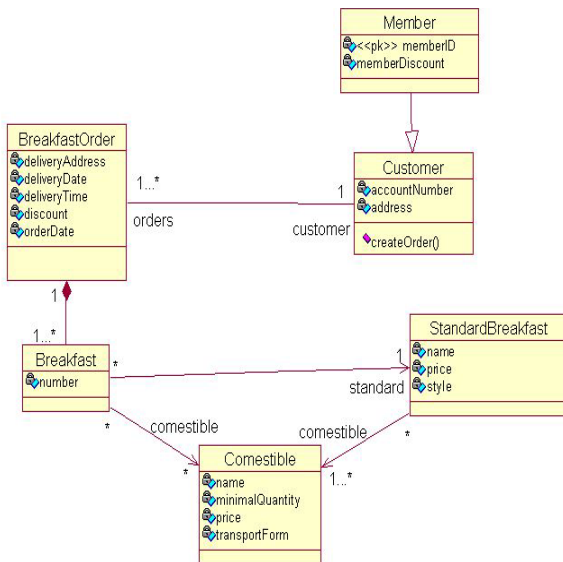 Member
<<pk>> memberID
memberDiscount
BreakfastOrder
deliveryAddress
deliveryDate
deliveryTime
discount
orderDate
1...*
orders
1
customer
Customer
accountNumber
address
createOrder()
1
1...*
Breakfast
number
*
1
standard
StandardBreakfast
name
price
style
*
comestible
*
comestible
*
1...*
Comestible
name
minimalQuantity
price
transportForm